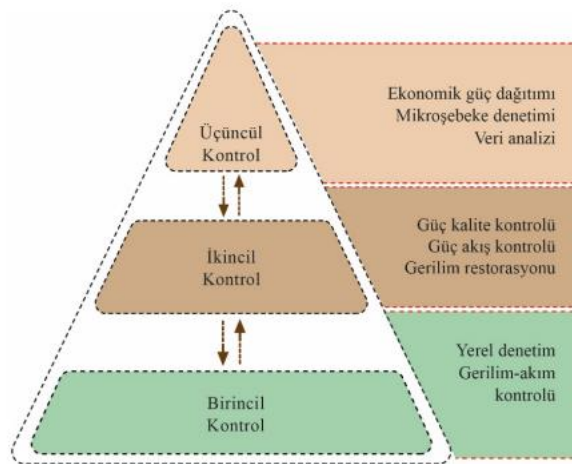 Üçüncül
Kontrol
Ekonomik güç dağıtımı
Mikroşebeke denetimi
Veri analizi
İkincil
Kontrol
Güç kalite kontrolü
Güç akış kontrolü
Gerilim restorasyonu
Birincil
Kontrol
Yerel denetim
Gerilim-akım
kontrolü